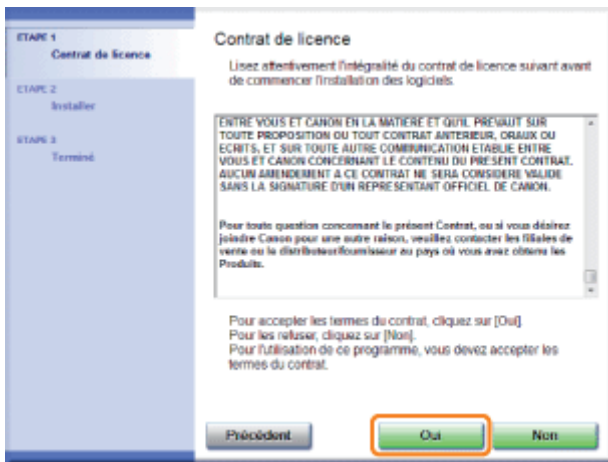 ETAPE 1
Contrat de licence
ETAPE 2
Installer
ETAPE 3
Terminé
Contrat de licence
Lisez attentivement l'intégralité du contrat de licence suivant avant
de commencer l'installation des logiciels.
ENTRE VOUS ET CANON EN LA MATIERE ET QU'IL PREVAUT SUR
TOUTE PROPOSITION OU TOUT CONTRAT ANTERIEUR, ORAUX OU
ECRITS, ET SUR TOUTE AUTRE COMMUNICATION ETABLIE ENTRE
VOUS ET CANON CONCERNANT LE CONTENU DU PRESENT CONTRAT.
AUCUN AMENDEMENT A CE CONTRAT NE SERA CONSIDERE VALIDE
SANS LA SIGNATURE D'UN REPRESENTANT OFFICIEL DE CANON.
Pour toute question concernant le présent Contrat, ou si vous désirez
joindre Canon pour une autre raison, veuillez contacter les filiales de
vente ou le distributeur/fournisseur au pays où vous avez obtenu les
Produits.
Pour accepter les termes du contrat, cliquez sur [Oui].
Pour les refuser, cliquez sur [Non].
Pour l'utilisation de ce programme, vous devez accepter les
termes du contrat.
Précédent
Oui
Non